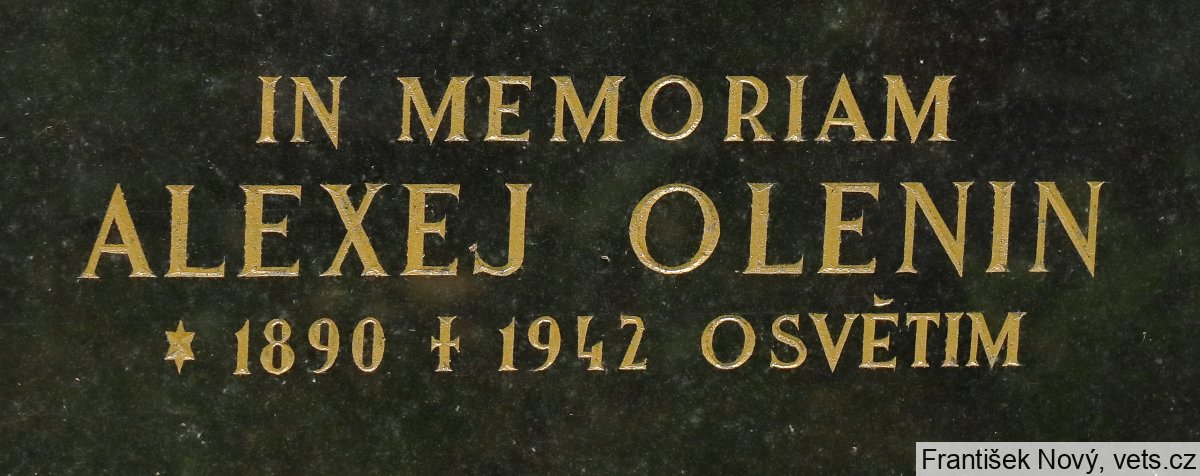 IN MEMORIAM
ALEXEJ OLENIN
* 1890 ✝ 1942 OSVĚTIM
František Nový, vets.cz